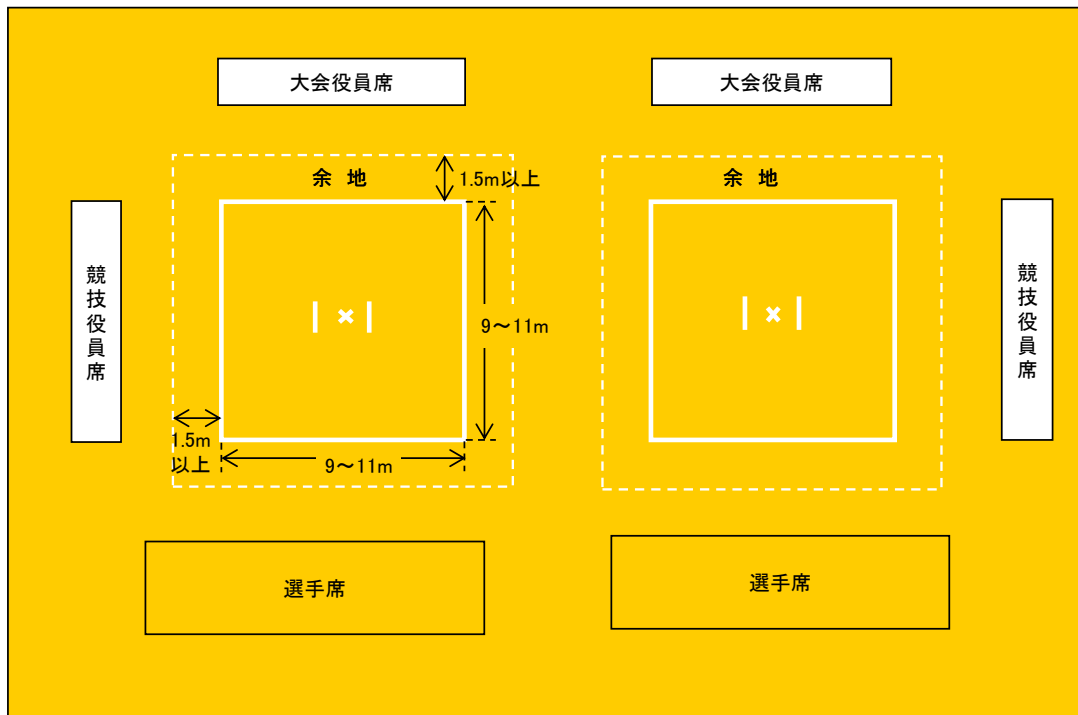 大会役員席
大会役員席
余 地
1.5m以上
余 地
競技役員席
9～11m
競技役員席
1.5m
以上
9～11m
選手席
選手席